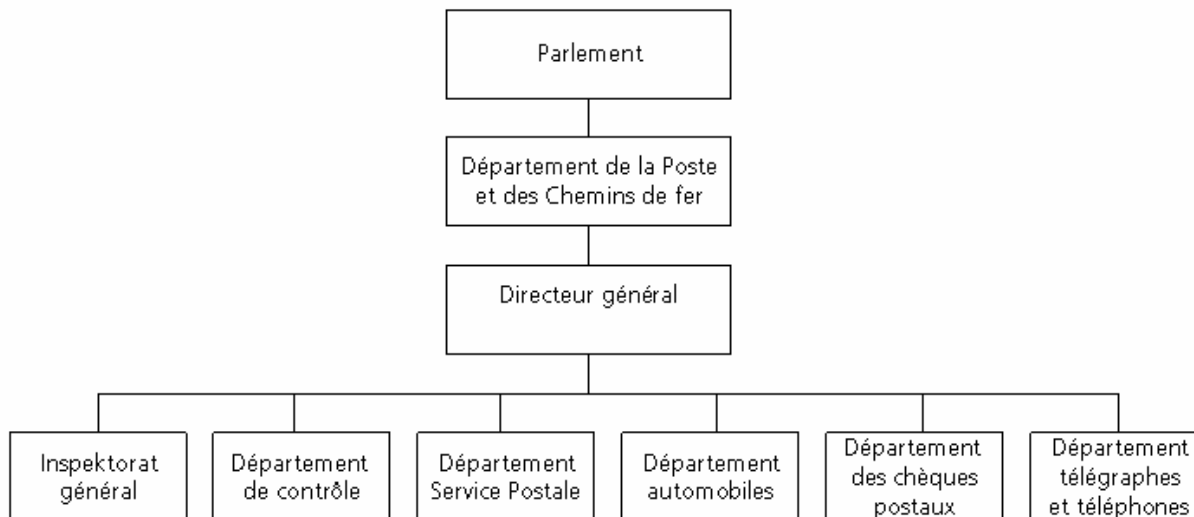 Parlement
Département de la Poste
et des Chemins de fer
Directeur général
Inspektorat
général
Département
de contrôle
Département
Service Postale
Département
automobiles
Département
des chèques
postaux
Département
télégraphes
et téléphones